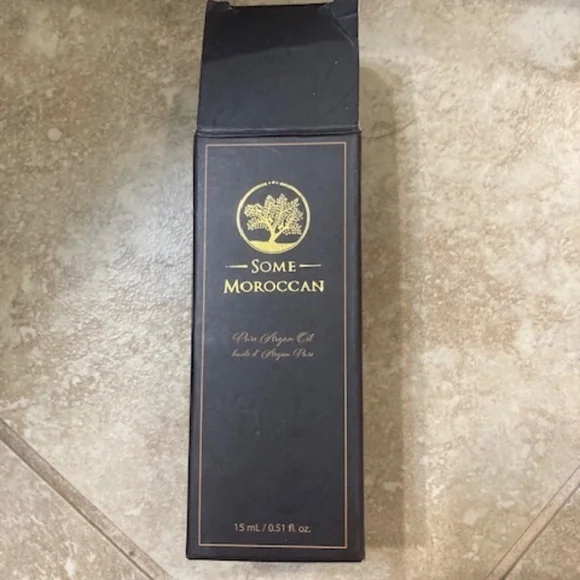 SOME
MOROCCAN
Pure Argan Oil
huile d' Argan Pure
15 mL / 0.51 fl. oz.